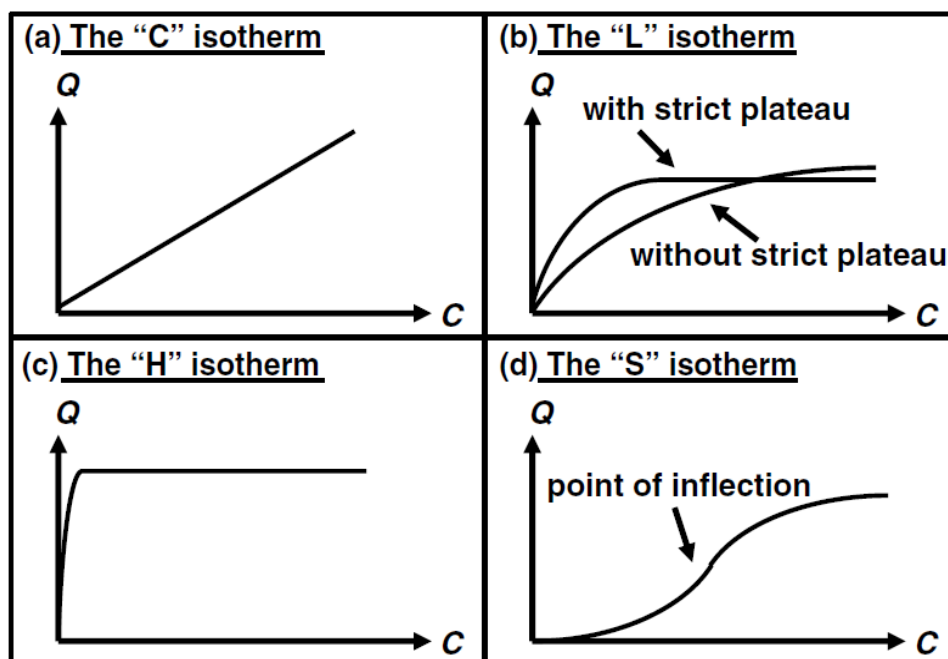 (a) The “C” isotherm
Q
C
(b) The “L” isotherm
Q
with strict plateau
without strict plateau
C
(c) The “H” isotherm
Q
C
(d) The “S” isotherm
Q
point of inflection
C